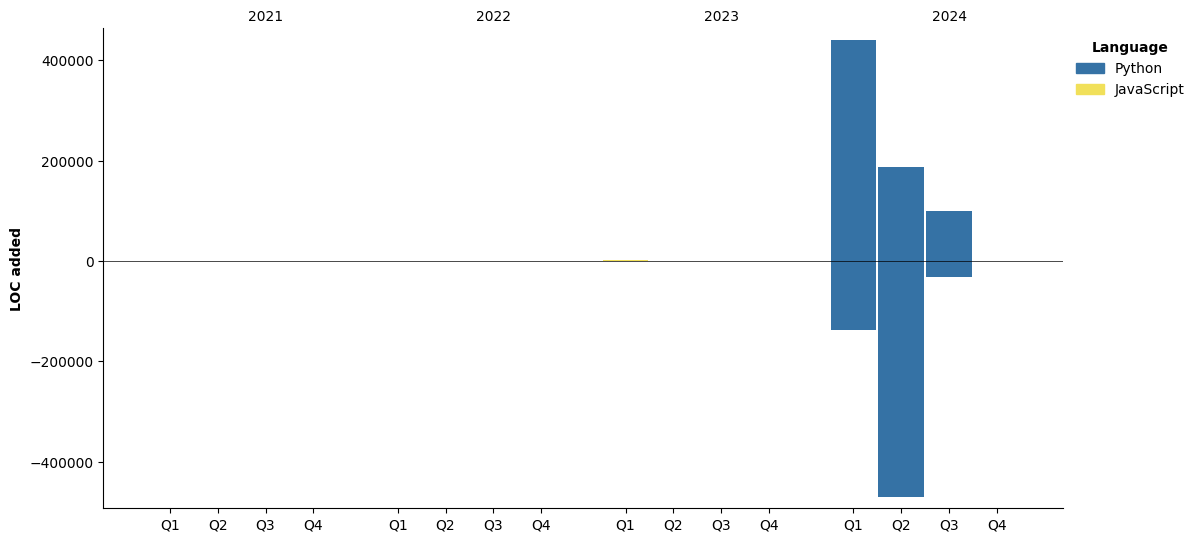 2021 2022 2023 2024
Language
Python
JavaScript
400000
200000
0
−200000
−400000
LOC added
Q1 Q2 Q3 Q4 Q1 Q2 Q3 Q4 Q1 Q2 Q3 Q4 Q1 Q2 Q3 Q4